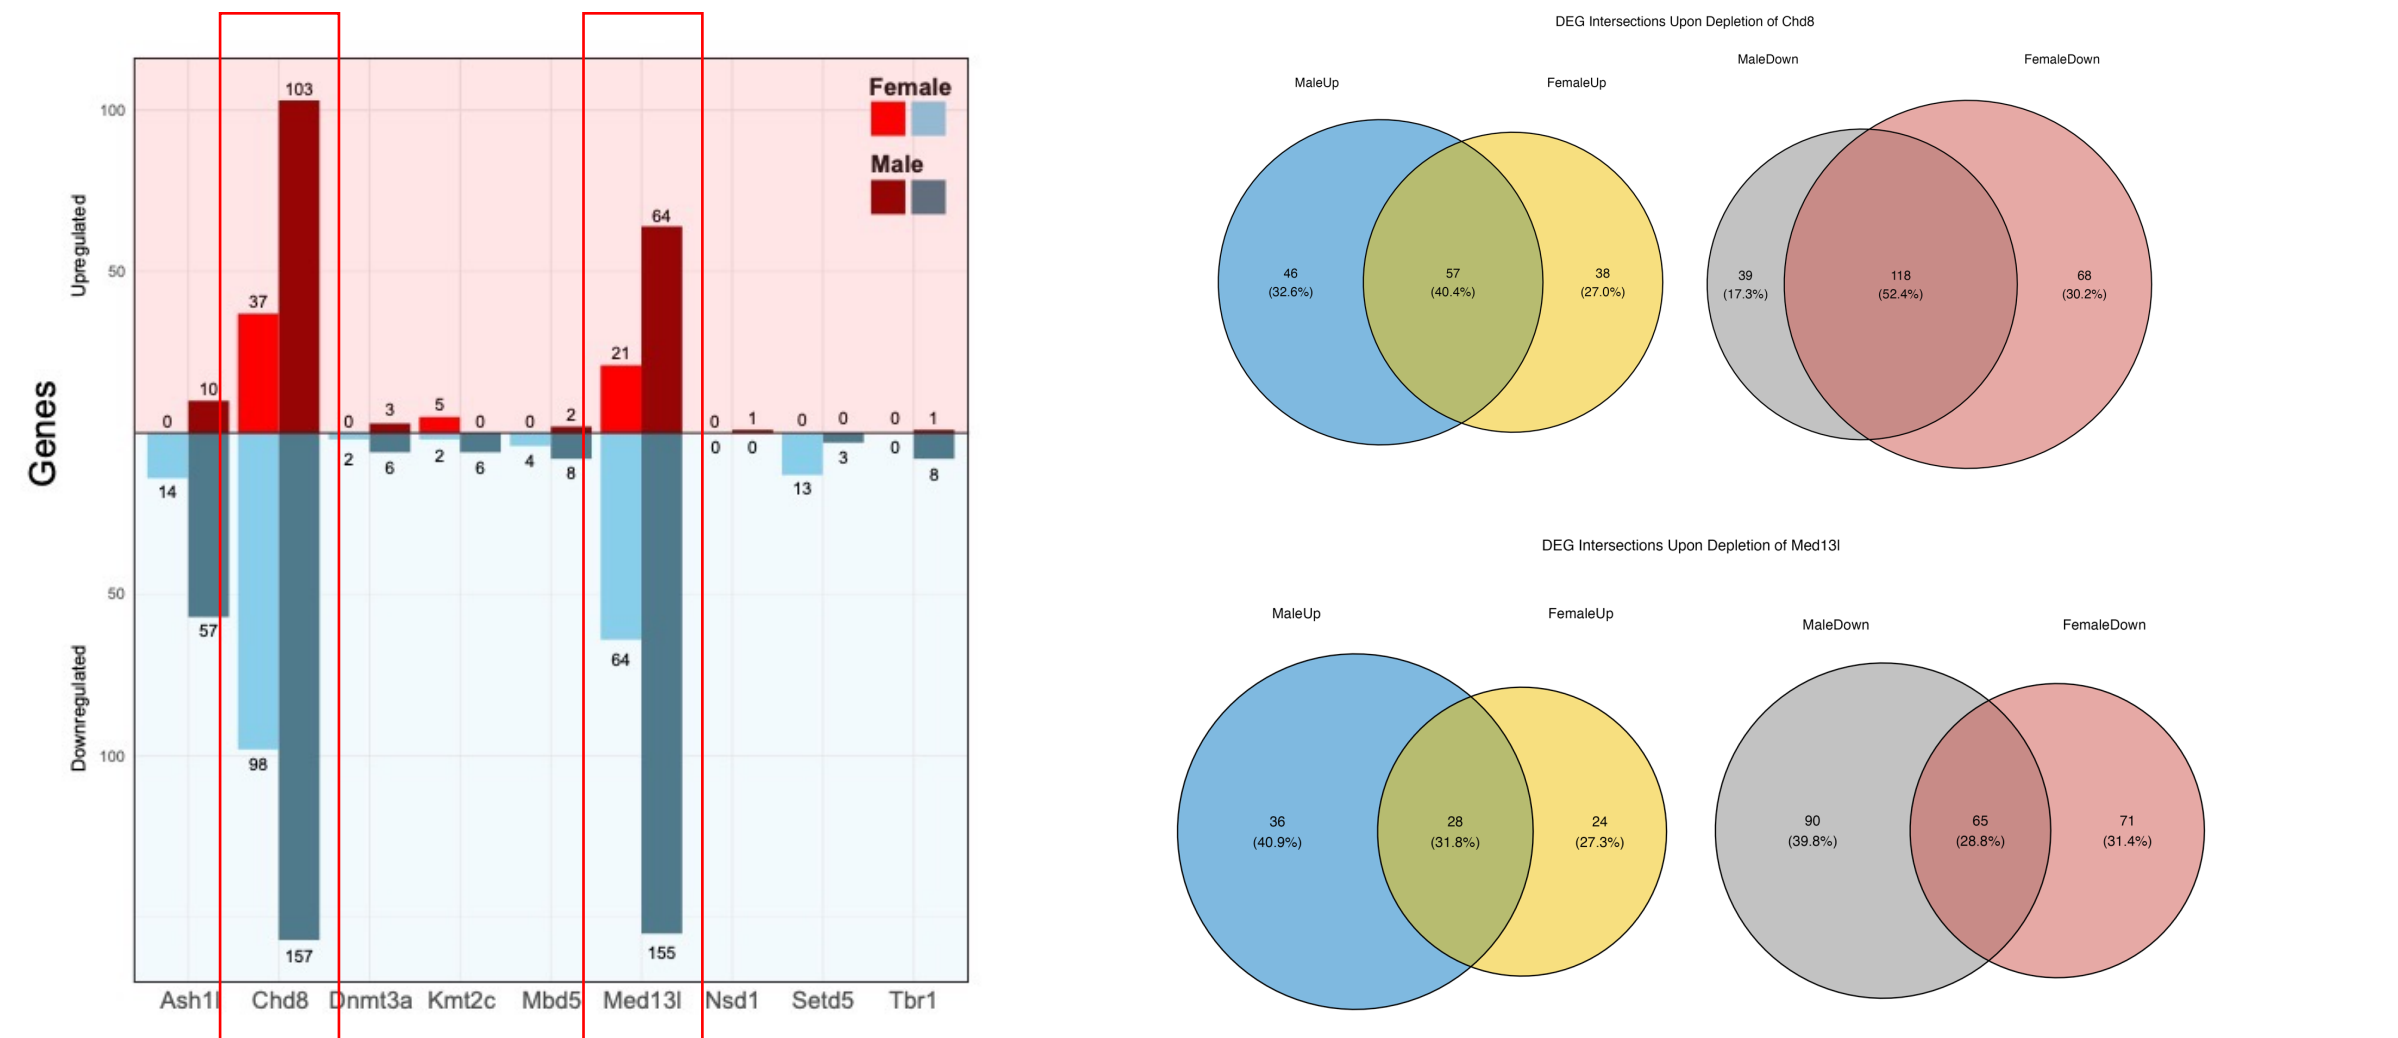 Genes
Upregulated
Downregulated
100
50
50
100
Female
Male
0
10
37
103
0
3
5
0
0
2
21
64
0
1
0
0
0
1
14
57
98
157
2
6
2
6
4
8
64
155
0
0
13
3
0
8
Ash1l
Chd8
Dnmt3a
Kmt2c
Mbd5
Med13l
Nsd1
Setd5
Tbr1
DEG Intersections Upon Depletion of Chd8
MaleUp
FemaleUp
46
(32.6%)
57
(40.4%)
38
(27.0%)
MaleDown
FemaleDown
39
(17.3%)
118
(52.4%)
68
(30.2%)
DEG Intersections Upon Depletion of Med13l
MaleUp
FemaleUp
36
(40.9%)
28
(31.8%)
24
(27.3%)
MaleDown
FemaleDown
90
(39.8%)
65
(28.8%)
71
(31.4%)